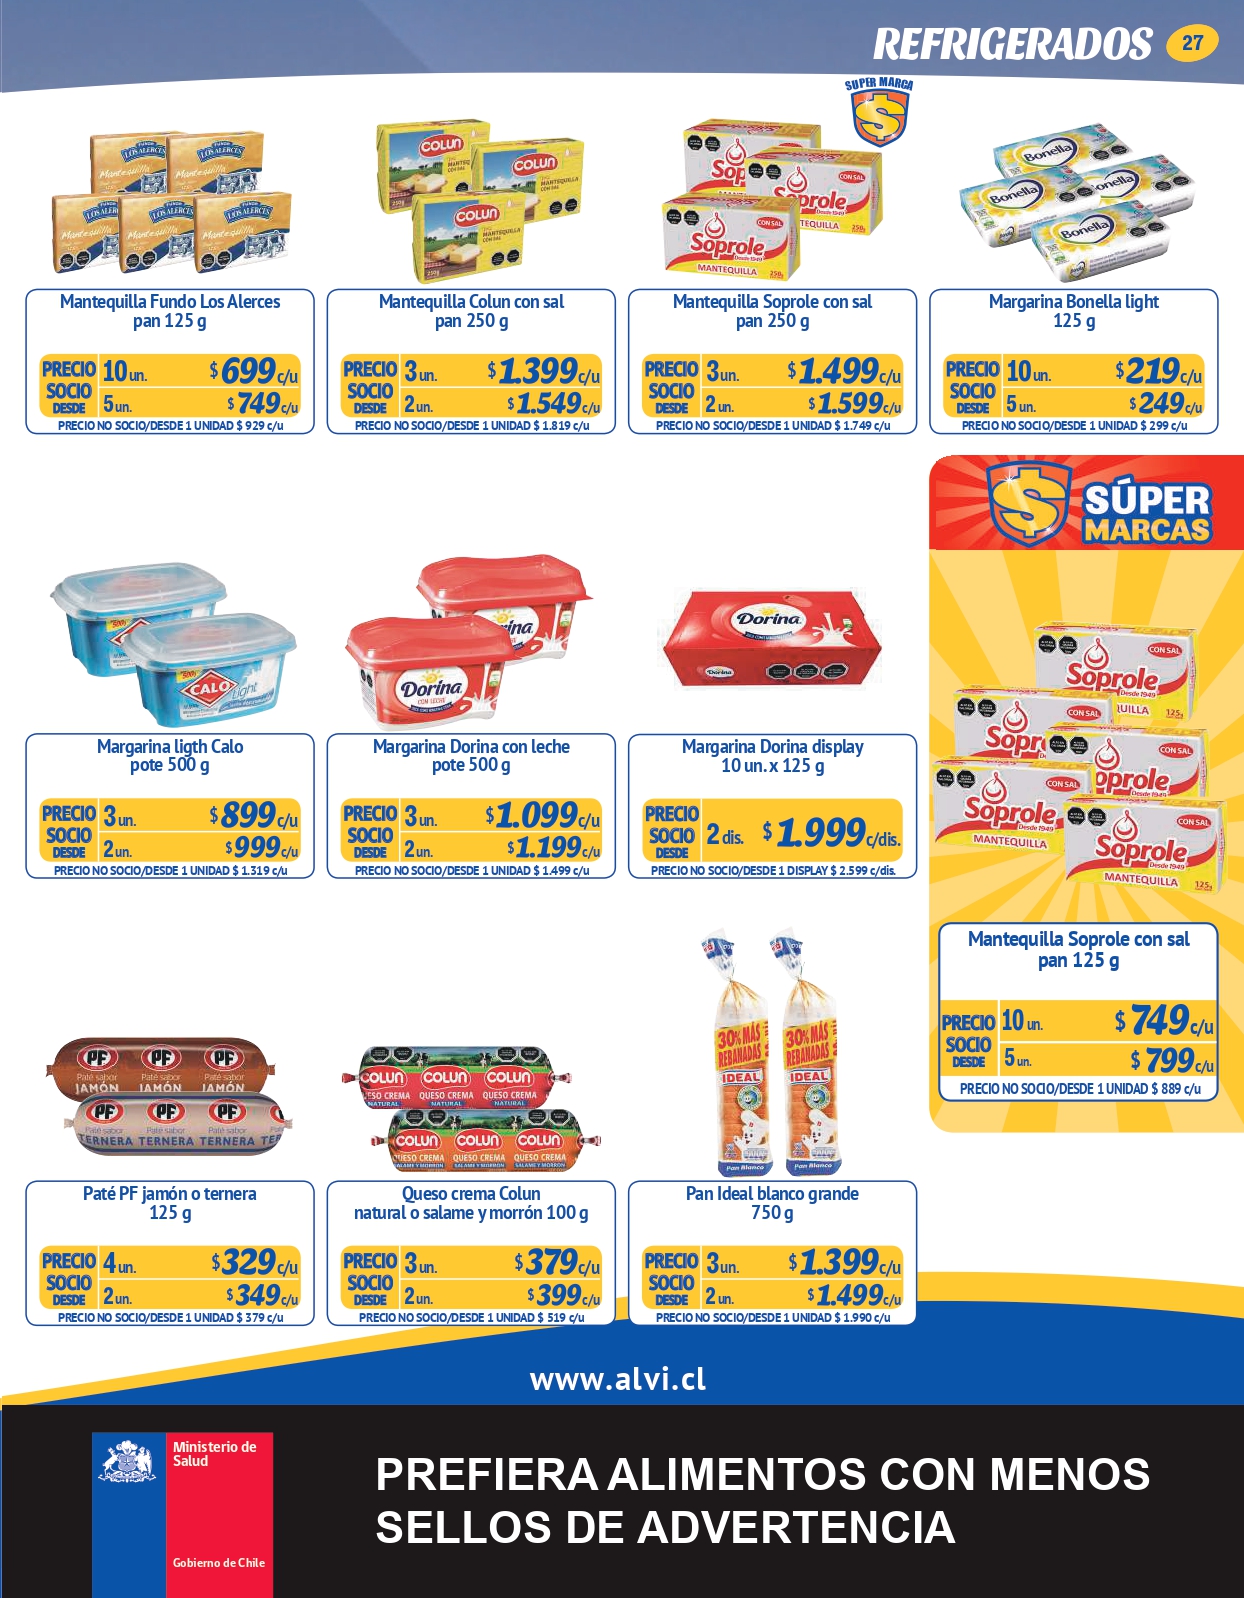 REFRIGERADOS 27
SUPER MARCA
Mantequilla Fundo Los Alerces
pan 125 g
PRECIO SOCIO DESDE
10 un. $ 699 c/u
5 un. $ 749 c/u
PRECIO NO SOCIO/DESDE 1 UNIDAD $ 929 c/u
Mantequilla Colun con sal
pan 250 g
PRECIO SOCIO DESDE
3 un. $ 1.399 c/u
2 un. $ 1.549 c/u
PRECIO NO SOCIO/DESDE 1 UNIDAD $ 1.819 c/u
Mantequilla Soprole con sal
pan 250 g
PRECIO SOCIO DESDE
3 un. $ 1.499 c/u
2 un. $ 1.599 c/u
PRECIO NO SOCIO/DESDE 1 UNIDAD $ 1.749 c/u
Margarina Bonella light
125 g
PRECIO SOCIO DESDE
10 un. $ 219 c/u
5 un. $ 249 c/u
PRECIO NO SOCIO/DESDE 1 UNIDAD $ 299 c/u
Margarina ligth Calo
pote 500 g
PRECIO SOCIO DESDE
3 un. $ 899 c/u
2 un. $ 999 c/u
PRECIO NO SOCIO/DESDE 1 UNIDAD $ 1.319 c/u
Margarina Dorina con leche
pote 500 g
PRECIO SOCIO DESDE
3 un. $ 1.099 c/u
2 un. $ 1.199 c/u
PRECIO NO SOCIO/DESDE 1 UNIDAD $ 1.499 c/u
Margarina Dorina display
10 un. x 125 g
PRECIO SOCIO DESDE
2 dis. $ 1.999 c/dis.
PRECIO NO SOCIO/DESDE 1 DISPLAY $ 2.599 c/dis.
SÚPER
MARCAS
Mantequilla Soprole con sal
pan 125 g
PRECIO SOCIO DESDE
10 un. $ 749 c/u
5 un. $ 799 c/u
PRECIO NO SOCIO/DESDE 1 UNIDAD $ 889 c/u
Paté PF jamón o ternera
125 g
PRECIO SOCIO DESDE
4 un. $ 329 c/u
2 un. $ 349 c/u
PRECIO NO SOCIO/DESDE 1 UNIDAD $ 379 c/u
Queso crema Colun
natural o salame y morrón 100 g
PRECIO SOCIO DESDE
3 un. $ 379 c/u
2 un. $ 399 c/u
PRECIO NO SOCIO/DESDE 1 UNIDAD $ 519 c/u
Pan Ideal blanco grande
750 g
PRECIO SOCIO DESDE
3 un. $ 1.399 c/u
2 un. $ 1.499 c/u
PRECIO NO SOCIO/DESDE 1 UNIDAD $ 1.990 c/u
www.alvi.cl
Ministerio de
Salud
Gobierno de Chile
PREFIERA ALIMENTOS CON MENOS
SELLOS DE ADVERTENCIA